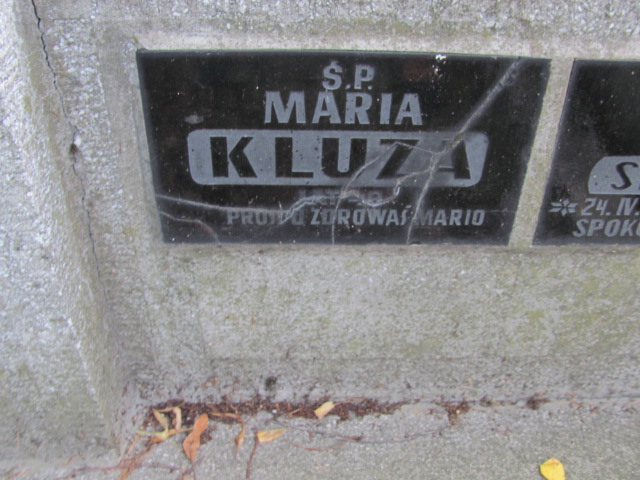 Ś.P.
MARIA
KLUZA
PROSI O ZDROWAŚ MARIO
S
24. IV
SPOK